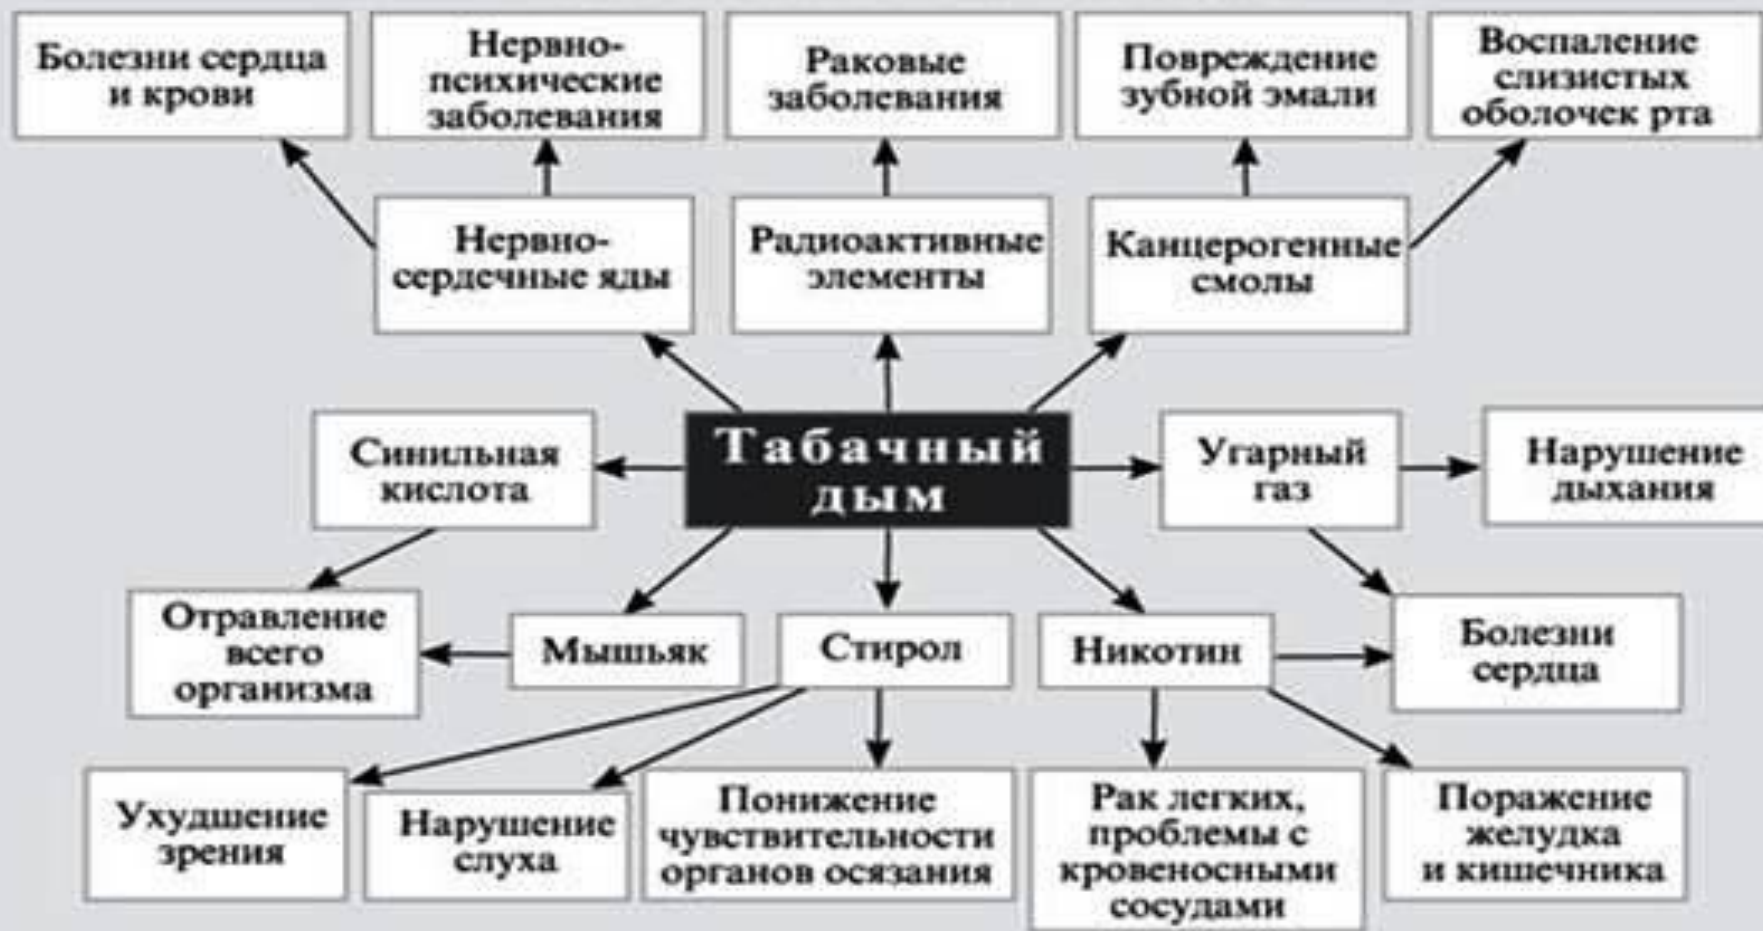 Болезни сердца
и крови
Нервно-
психические
заболевания
Раковые
заболевания
Повреждение
зубной эмали
Воспаление
слизистых
оболочек рта
Нервно-
сердечные яды
Радиоактивные
элементы
Канцерогенные
смолы
Синильная
кислота
Табачный
дым
Угарный
газ
Нарушение
дыхания
Отравление
всего
организма
Мышьяк
Стирол
Никотин
Болезни
сердца
Ухудшение
зрения
Нарушение
слуха
Понижение
чувствительности
органов осязания
Рак легких,
проблемы с
кровеносными
сосудами
Поражение
желудка
и кишечника